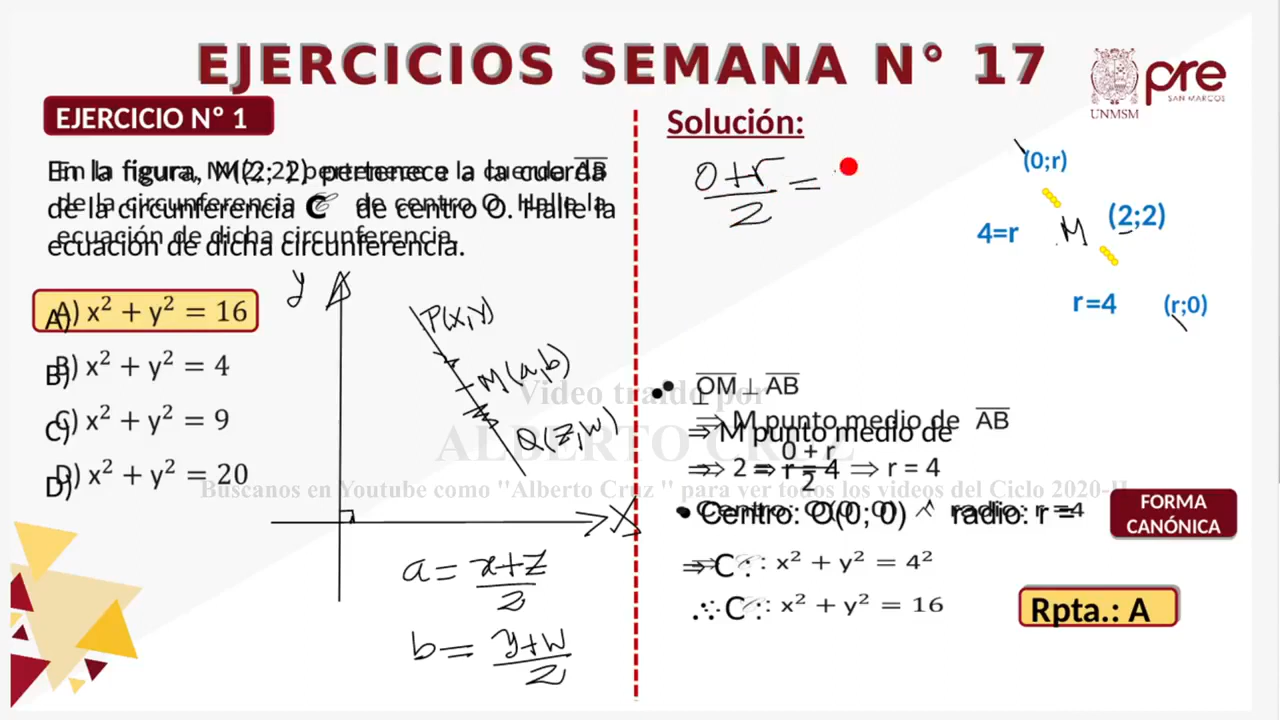 EJERCICIOS SEMANA N° 17
UNMSM
pre
SAN MARCOS
EJERCICIO Nº 1
En la figura, M(2; 2) pertenece a la cuerda AB
de la circunferencia C de centro O. Halle la
ecuación de dicha circunferencia.
A) x² + y² = 16
B) x² + y² = 4
C) x² + y² = 9
D) x² + y² = 20
y
P(x,y)
M(a,b)
Q(z,w)
X
a = x+z/2
b = y+w/2
Solución:
0+r/2 =
(0;r)
4=r
M
(2;2)
r=4
(r;0)
• OM ⊥ AB
⇒ M punto medio de AB
⇒ 2 = 0 + r/2 ⇒ r = 4
• Centro: O(0; 0) ∧ radio: r =4
FORMA
CANÓNICA
⇒ C : x² + y² = 4²
∴ C : x² + y² = 16
Rpta.: A
Video traido por
ALBERTO CRUZ
Buscanos en Youtube como "Alberto Cruz " para ver todos los videos del Ciclo 2020-II